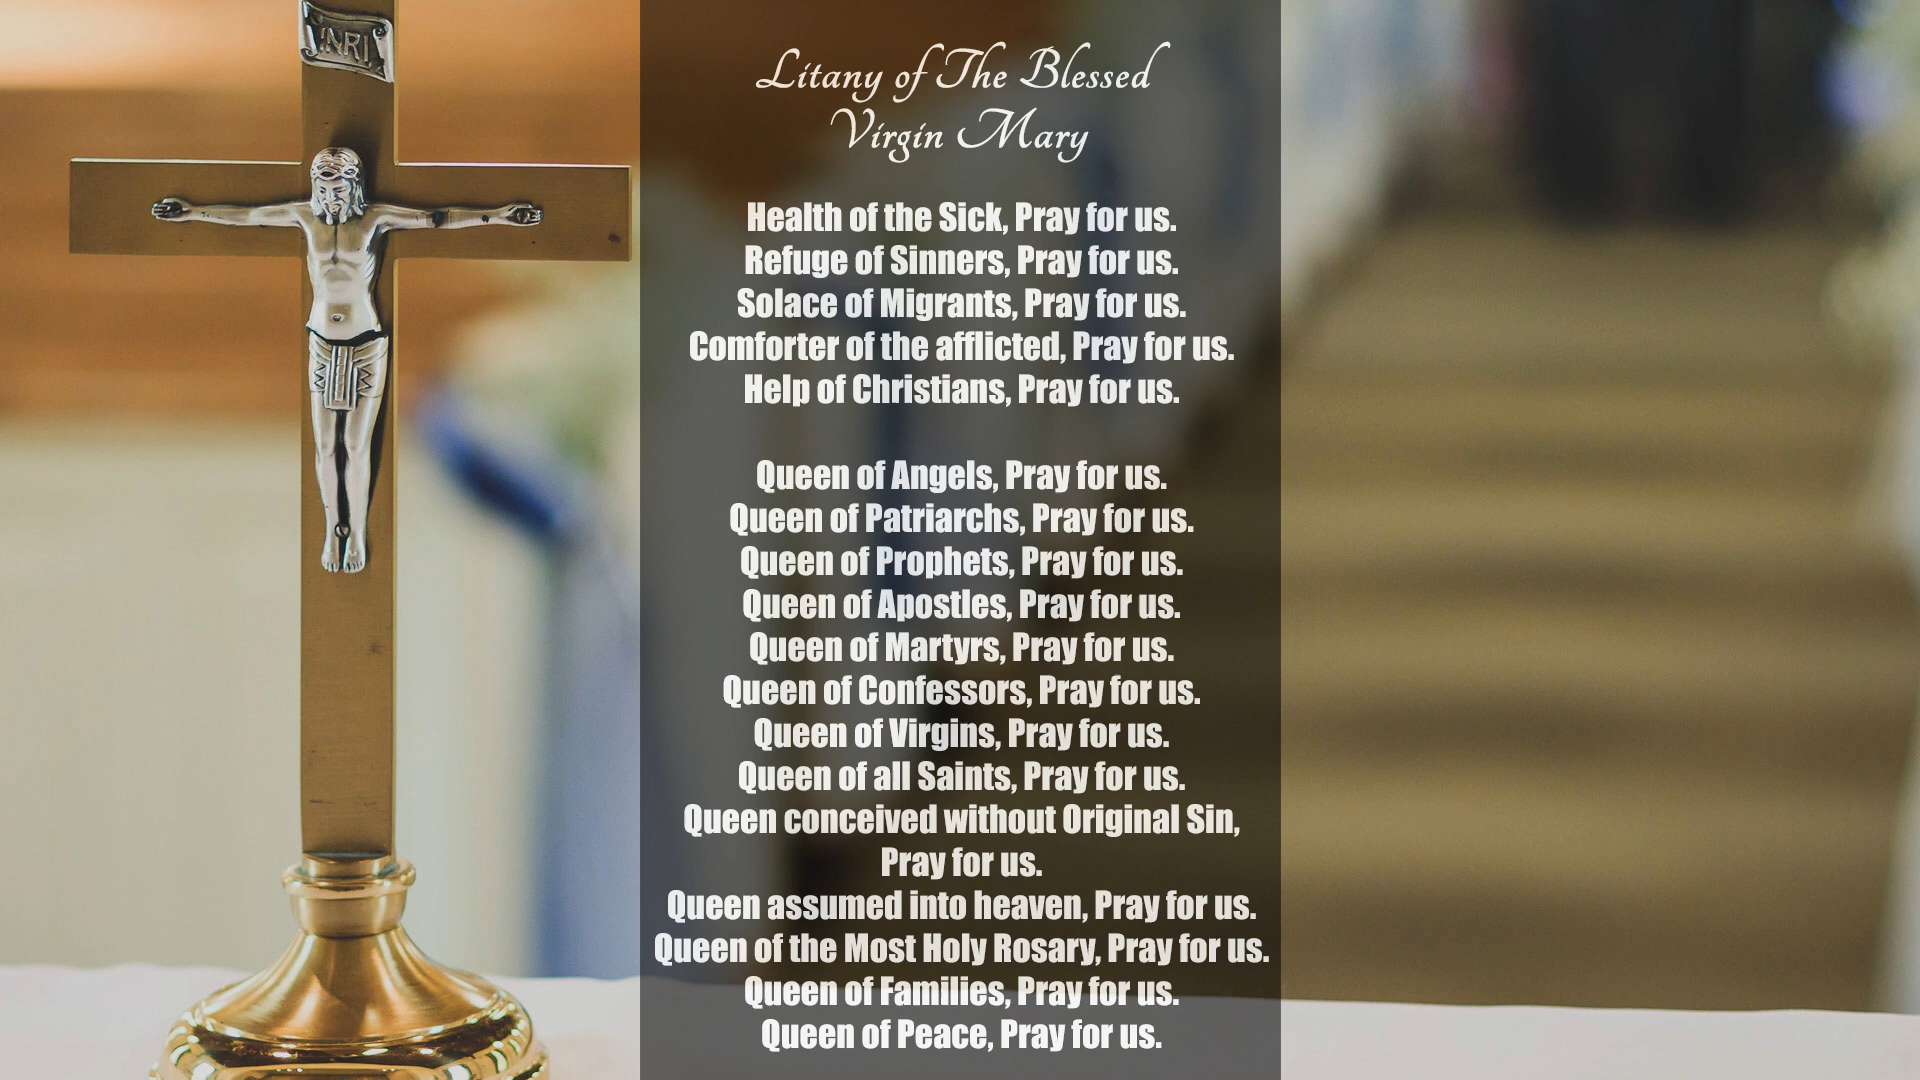 INRI
Litany of The Blessed
Virgin Mary
Health of the Sick, Pray for us.
Refuge of Sinners, Pray for us.
Solace of Migrants, Pray for us.
Comforter of the afflicted, Pray for us.
Help of Christians, Pray for us.
Queen of Angels, Pray for us.
Queen of Patriarchs, Pray for us.
Queen of Prophets, Pray for us.
Queen of Apostles, Pray for us.
Queen of Martyrs, Pray for us.
Queen of Confessors, Pray for us.
Queen of Virgins, Pray for us.
Queen of all Saints, Pray for us.
Queen conceived without Original Sin,
Pray for us.
Queen assumed into heaven, Pray for us.
Queen of the Most Holy Rosary, Pray for us.
Queen of Families, Pray for us.
Queen of Peace, Pray for us.